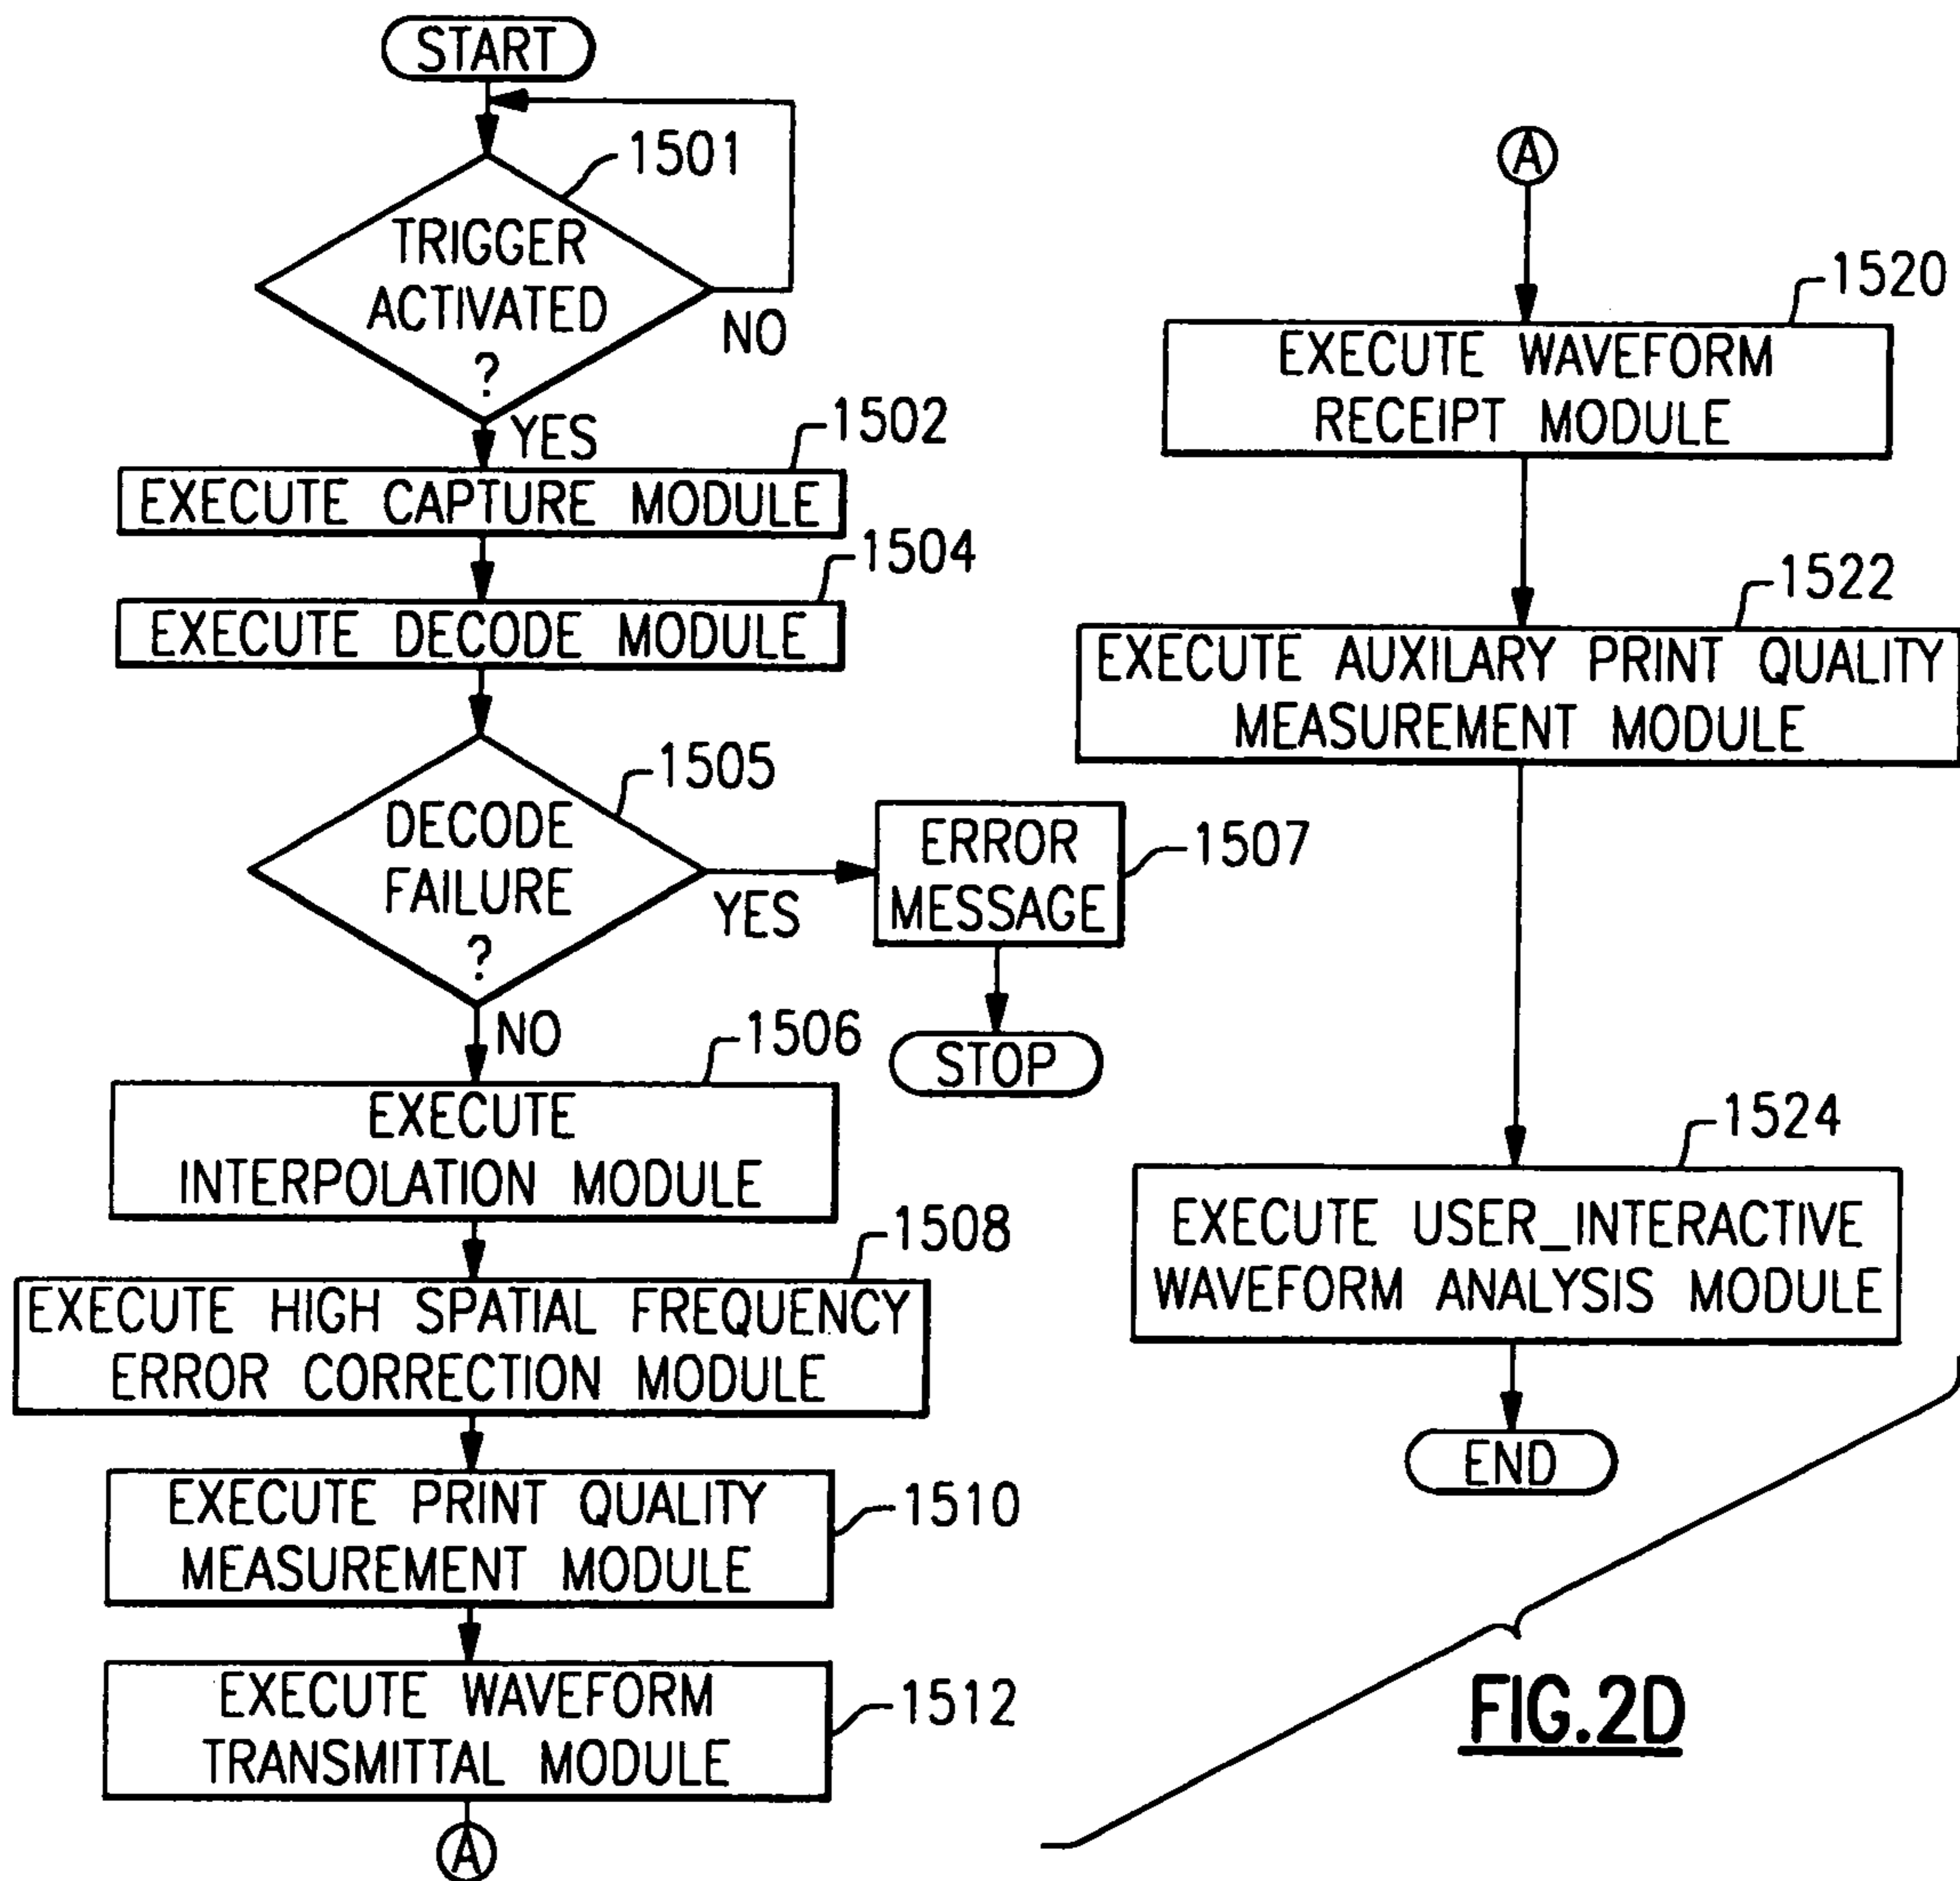 START
1501
TRIGGER
ACTIVATED
?
NO
YES
1502
EXECUTE CAPTURE MODULE
1504
EXECUTE DECODE MODULE
1505
DECODE
FAILURE
?
YES
ERROR
MESSAGE
1507
STOP
NO
1506
EXECUTE
INTERPOLATION MODULE
1508
EXECUTE HIGH SPATIAL FREQUENCY
ERROR CORRECTION MODULE
EXECUTE PRINT QUALITY
MEASUREMENT MODULE
1510
EXECUTE WAVEFORM
TRANSMITTAL MODULE
1512
A
A
1520
EXECUTE WAVEFORM
RECEIPT MODULE
1522
EXECUTE AUXILARY PRINT QUALITY
MEASUREMENT MODULE
1524
EXECUTE USER_INTERACTIVE
WAVEFORM ANALYSIS MODULE
END
FIG.2D